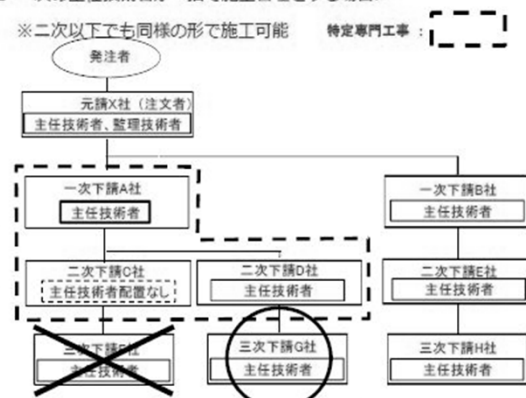 ※二次以下でも同様の形で施工可能
特定専門工事 :
発注者
元請X社 (注文者)
主任技術者、監理技術者
一次下請A社
主任技術者
一次下請B社
主任技術者
二次下請C社
主任技術者配置なし
二次下請D社
主任技術者
二次下請E社
主任技術者
三次下請
主任技術者
三次下請G社
主任技術者
三次下請H社
主任技術者